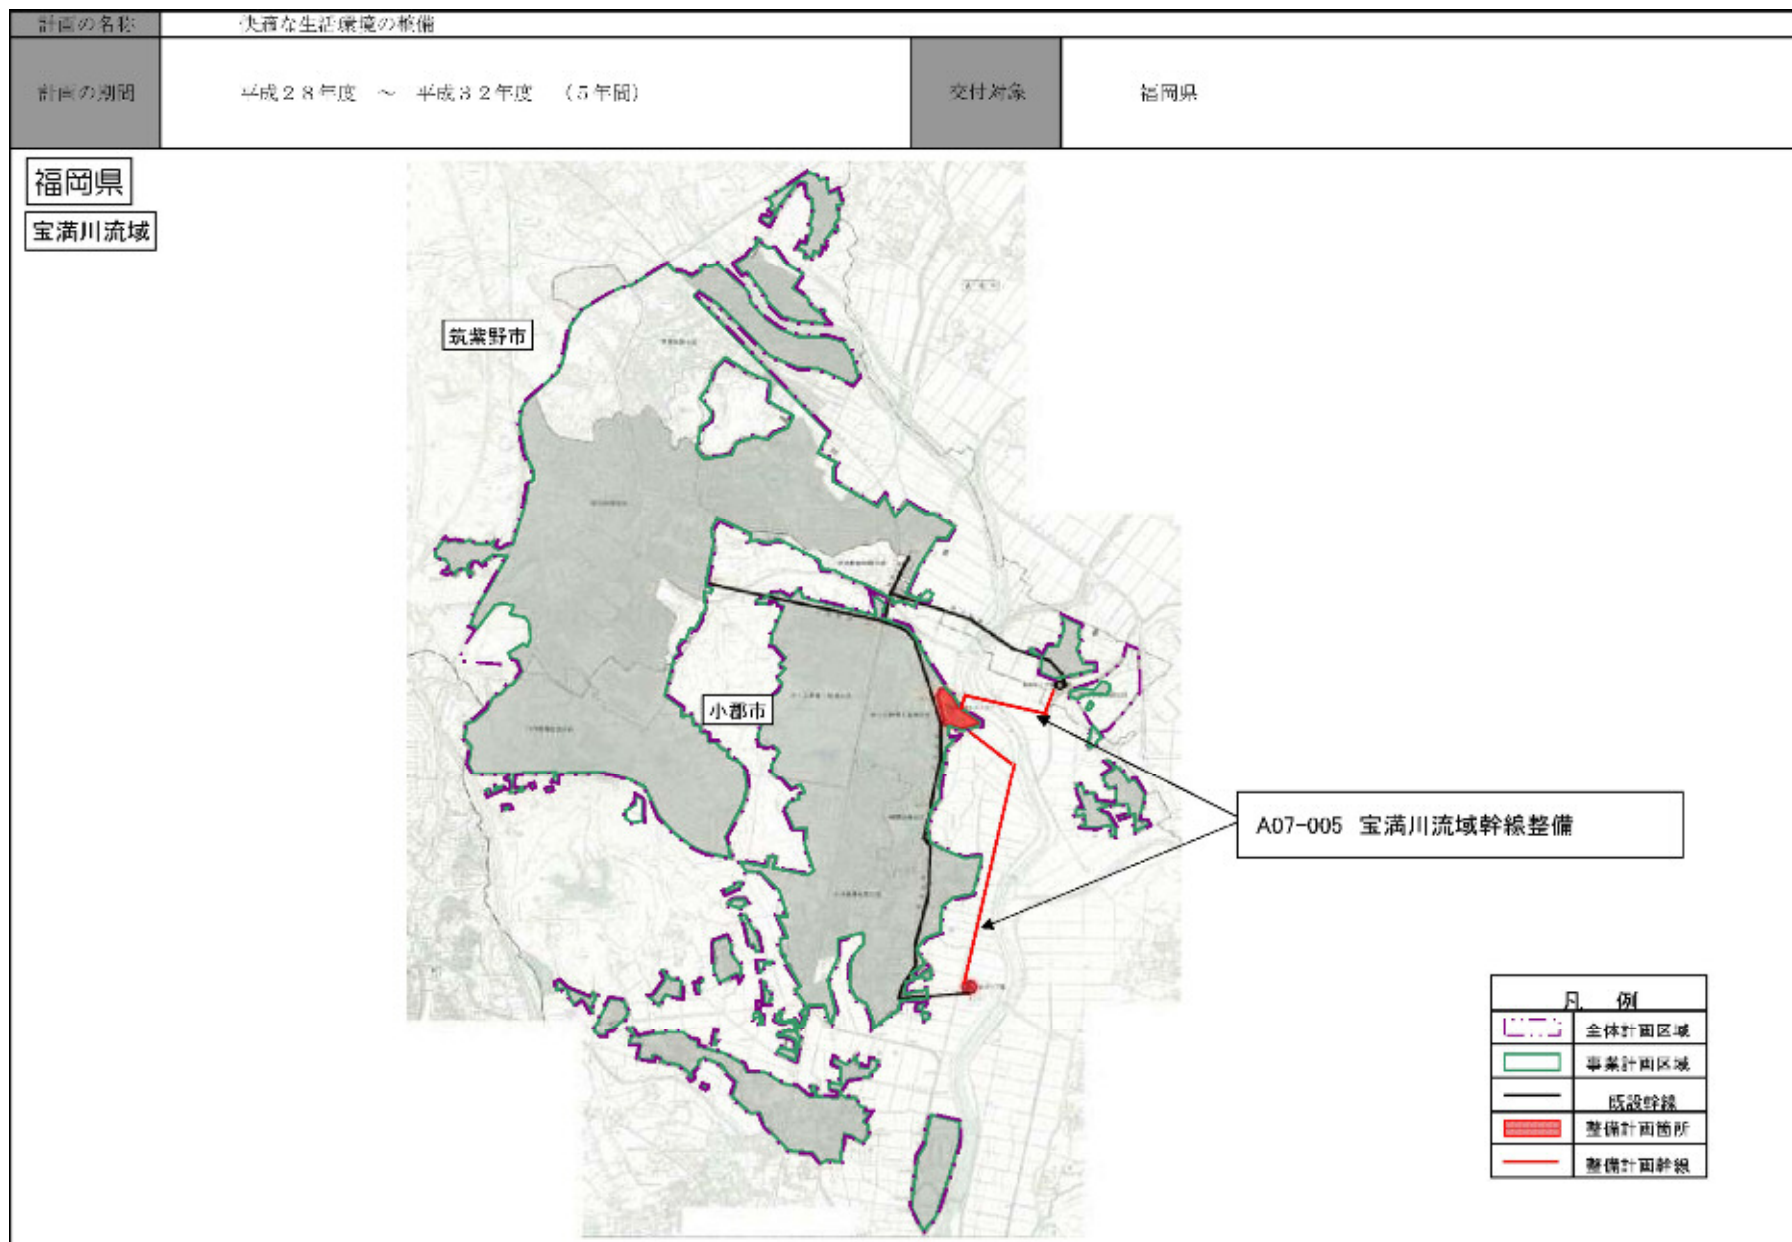 計画の名称 快適な生活環境の整備
計画の期間 平成28年度 ～ 平成32年度 （5年間） 交付対象 福岡県
福岡県
宝満川流域
筑紫野市
小郡市
A07-005 宝満川流域幹線整備
凡 例
全体計画区域
事業計画区域
既設幹線
整備計画箇所
整備計画幹線